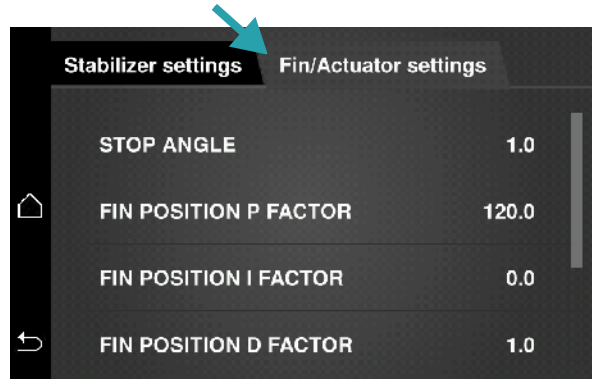 Stabilizer settings Fin/Actuator settings
STOP ANGLE 1.0
FIN POSITION P FACTOR 120.0
FIN POSITION I FACTOR 0.0
FIN POSITION D FACTOR 1.0